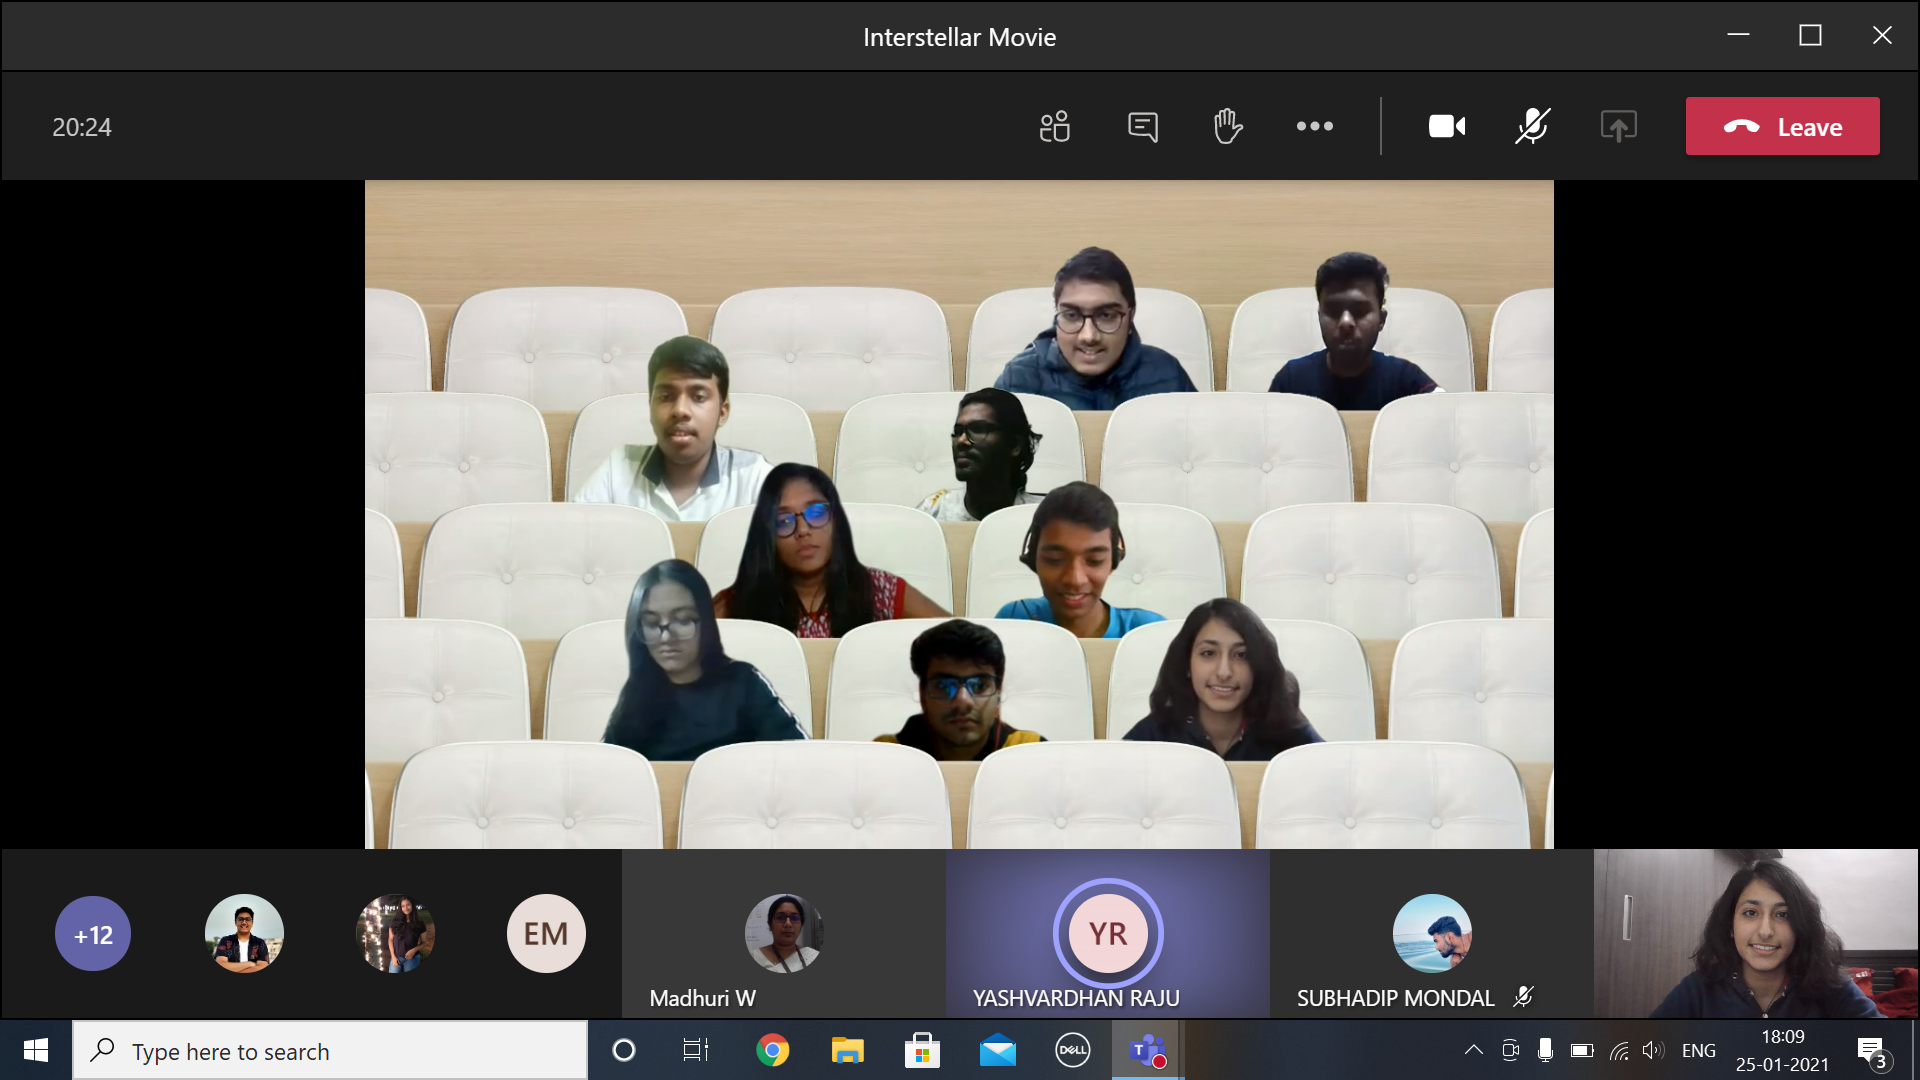 Interstellar Movie
20:24
Leave
+12
EM
Madhuri W
YR
YASHVARDHAN RAJU
SUBHADIP MONDAL
Type here to search
DELL
T
ENG
18:09
25-01-2021
3